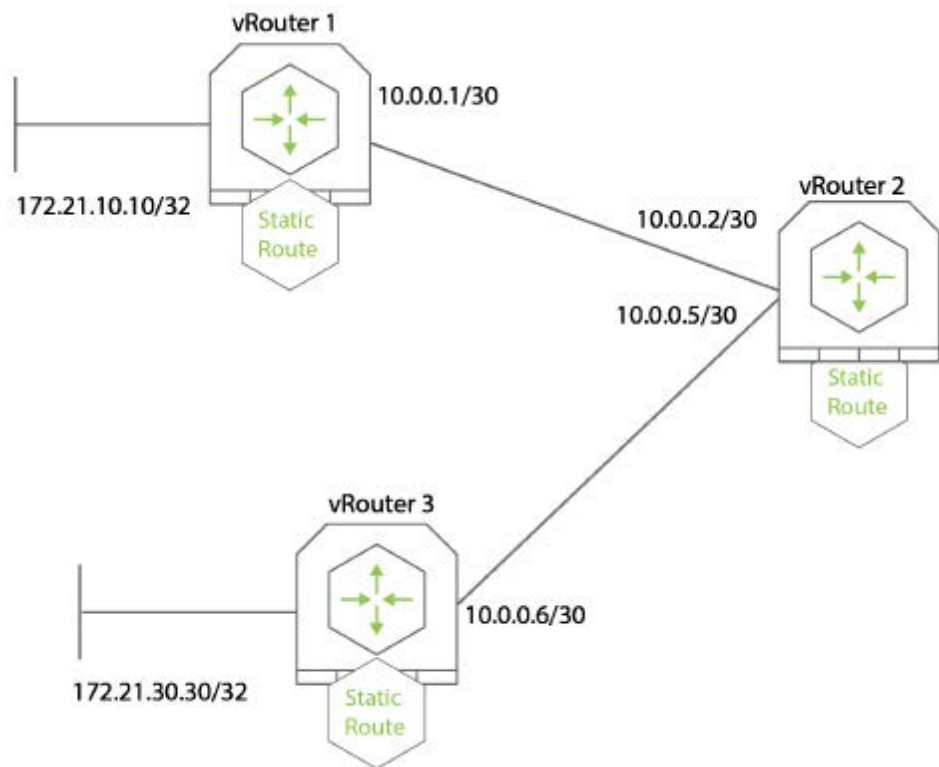 vRouter 1
10.0.0.1/30
172.21.10.10/32
Static
Route
vRouter 2
10.0.0.2/30
10.0.0.5/30
Static
Route
vRouter 3
10.0.0.6/30
172.21.30.30/32
Static
Route